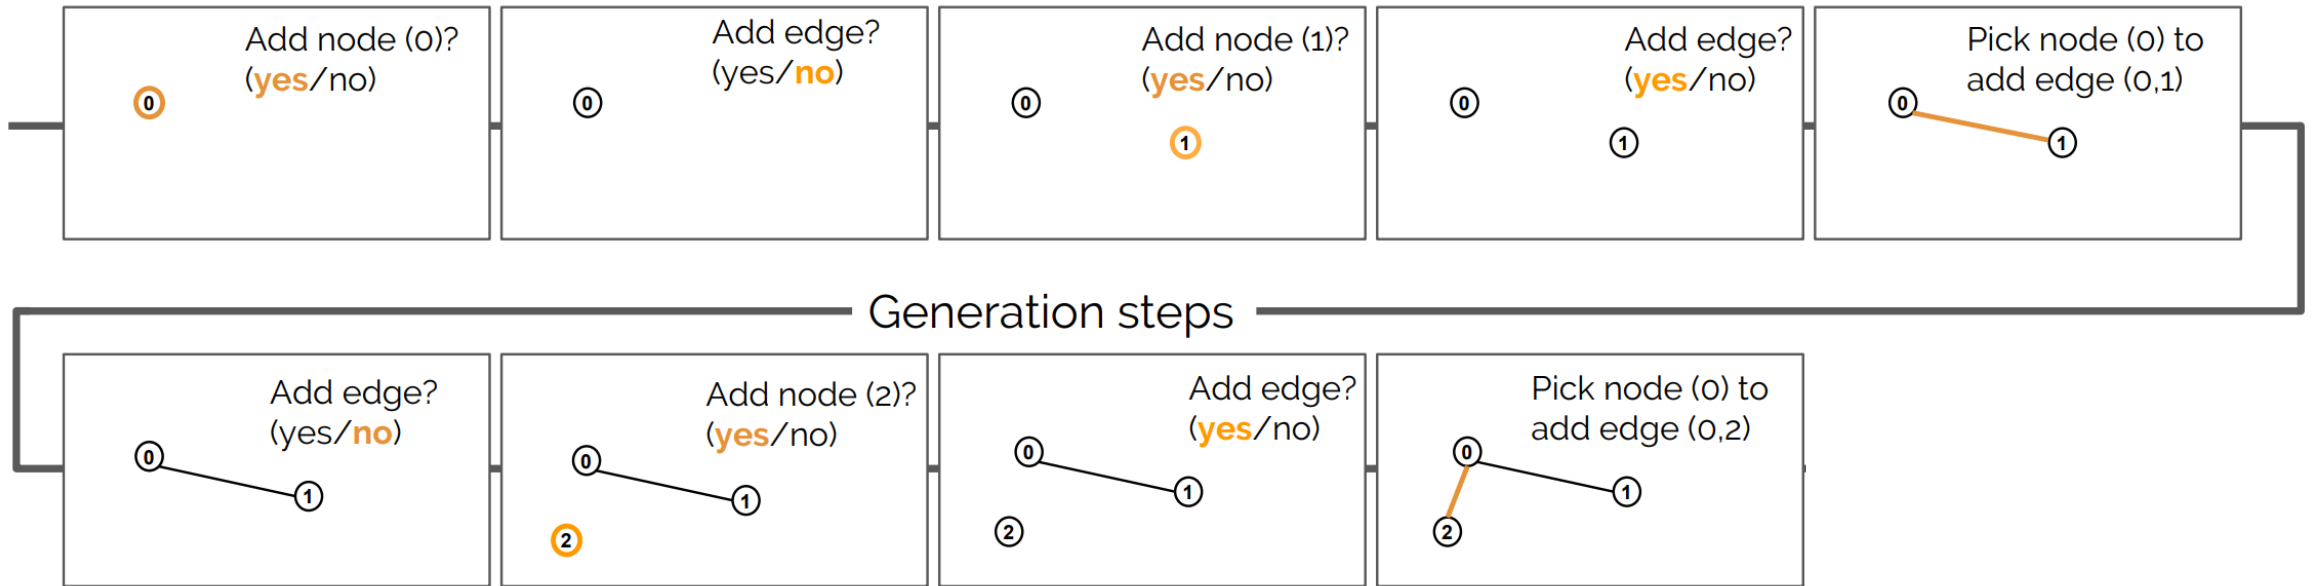 Add node (0)?
(yes/no)
0
Add edge?
(yes/no)
0
Add node (1)?
(yes/no)
0
1
Add edge?
(yes/no)
0
1
Pick node (0) to
add edge (0,1)
0
1
Generation steps
Add edge?
(yes/no)
0
1
Add node (2)?
(yes/no)
0
1
2
Add edge?
(yes/no)
0
1
2
Pick node (0) to
add edge (0,2)
0
1
2